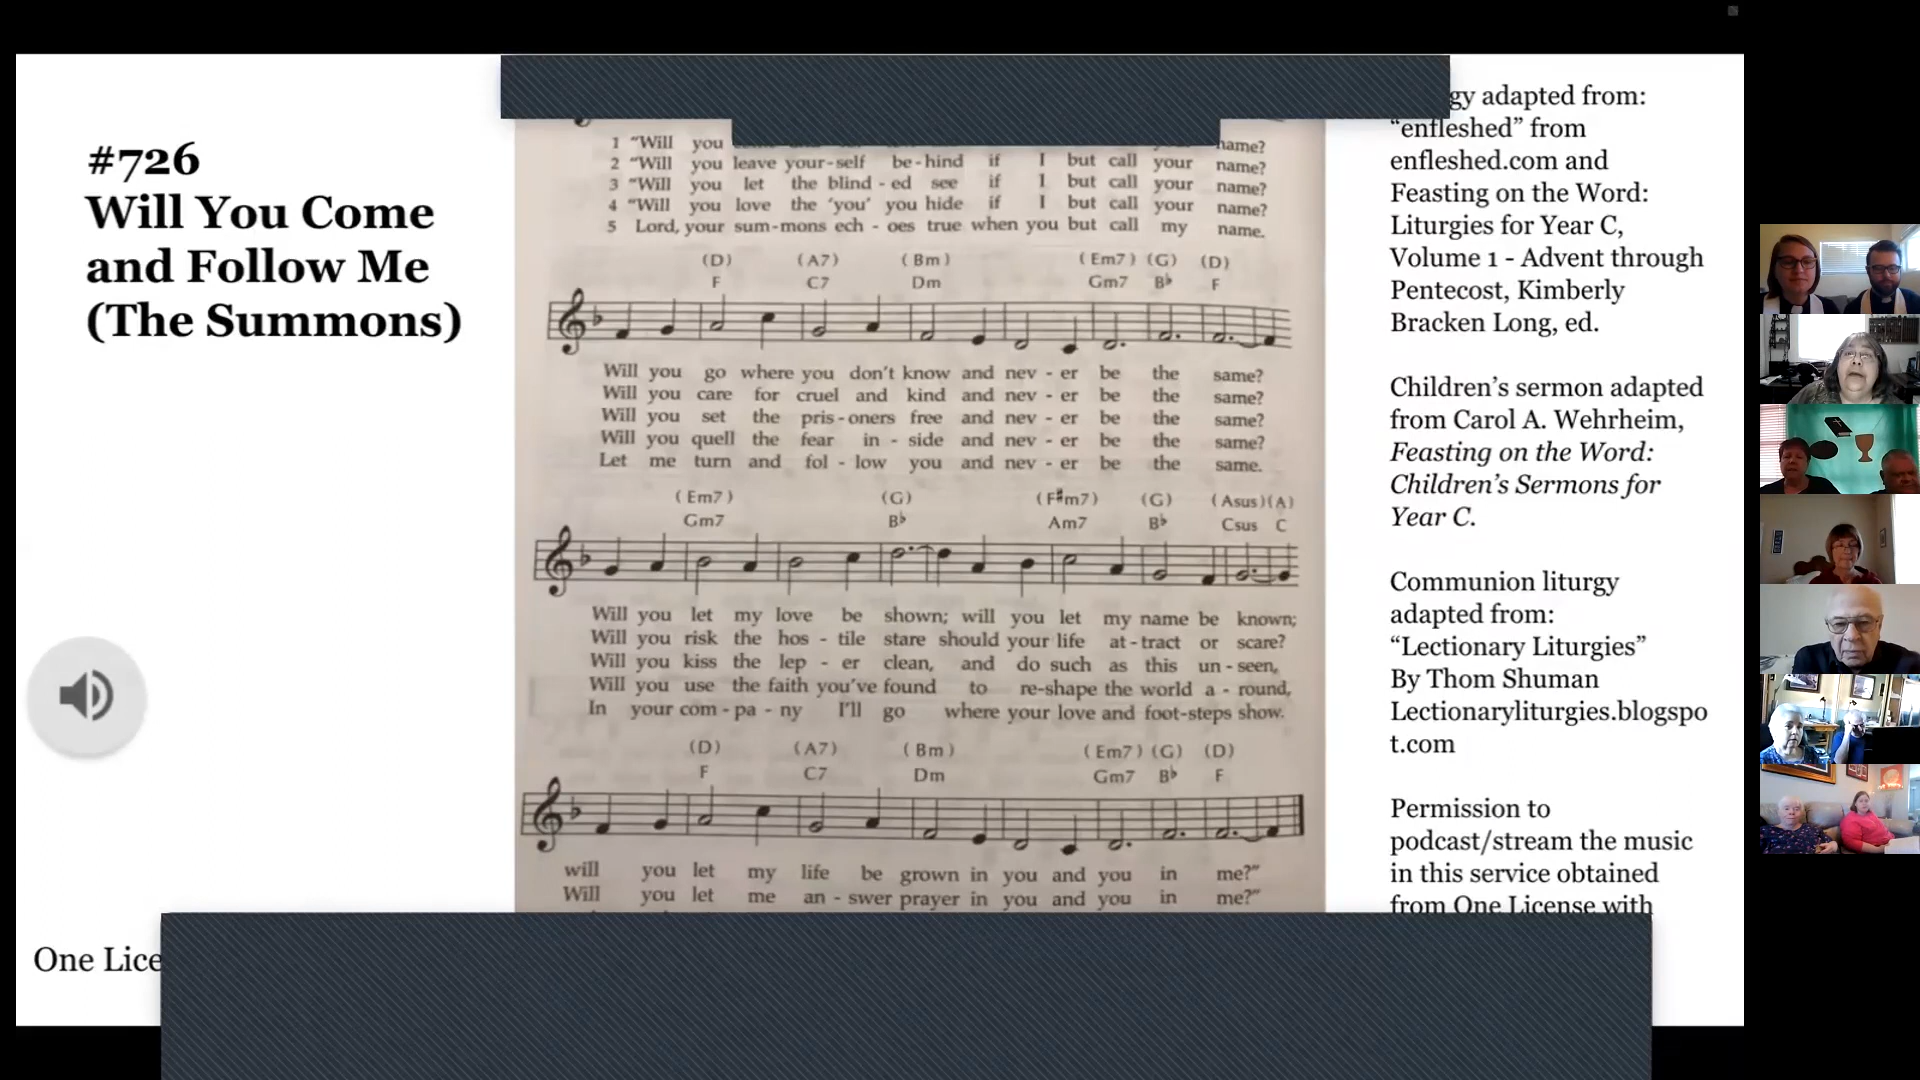 #726
Will You Come
and Follow Me
(The Summons)
One Lice
1 “Will you name?
2 “Will you leave your-self be-hind if I but call your name?
3 “Will you let the blind - ed see if I but call your name?
4 “Will you love the ‘you’ you hide if I but call your name?
5 Lord, your sum-mons ech - oes true when you but call my name.
(D) (A7) (Bm) (Em7) (G) (D)
F C7 Dm Gm7 B♭ F
Will you go where you don’t know and nev - er be the same?
Will you care for cruel and kind and nev - er be the same?
Will you set the pris - oners free and nev - er be the same?
Will you quell the fear in - side and nev - er be the same?
Let me turn and fol - low you and nev - er be the same.
(Em7) (G) (F♯m7) (G) (Asus)(A)
Gm7 B♭ Am7 B♭ Csus C
Will you let my love be shown; will you let my name be known;
Will you risk the hos - tile stare should your life at - tract or scare?
Will you kiss the lep - er clean, and do such as this un - seen,
Will you use the faith you’ve found to re-shape the world a - round,
In your com - pa - ny I’ll go where your love and foot-steps show.
(D) (A7) (Bm) (Em7) (G) (D)
F C7 Dm Gm7 B♭ F
will you let my life be grown in you and you in me?”
Will you let me an - swer prayer in you and you in me?”
gy adapted from:
“enfleshed” from
enfleshed.com and
Feasting on the Word:
Liturgies for Year C,
Volume 1 - Advent through
Pentecost, Kimberly
Bracken Long, ed.
Children’s sermon adapted
from Carol A. Wehrheim,
Feasting on the Word:
Children’s Sermons for
Year C.
Communion liturgy
adapted from:
“Lectionary Liturgies”
By Thom Shuman
Lectionaryliturgies.blogspo
t.com
Permission to
podcast/stream the music
in this service obtained
from One License with